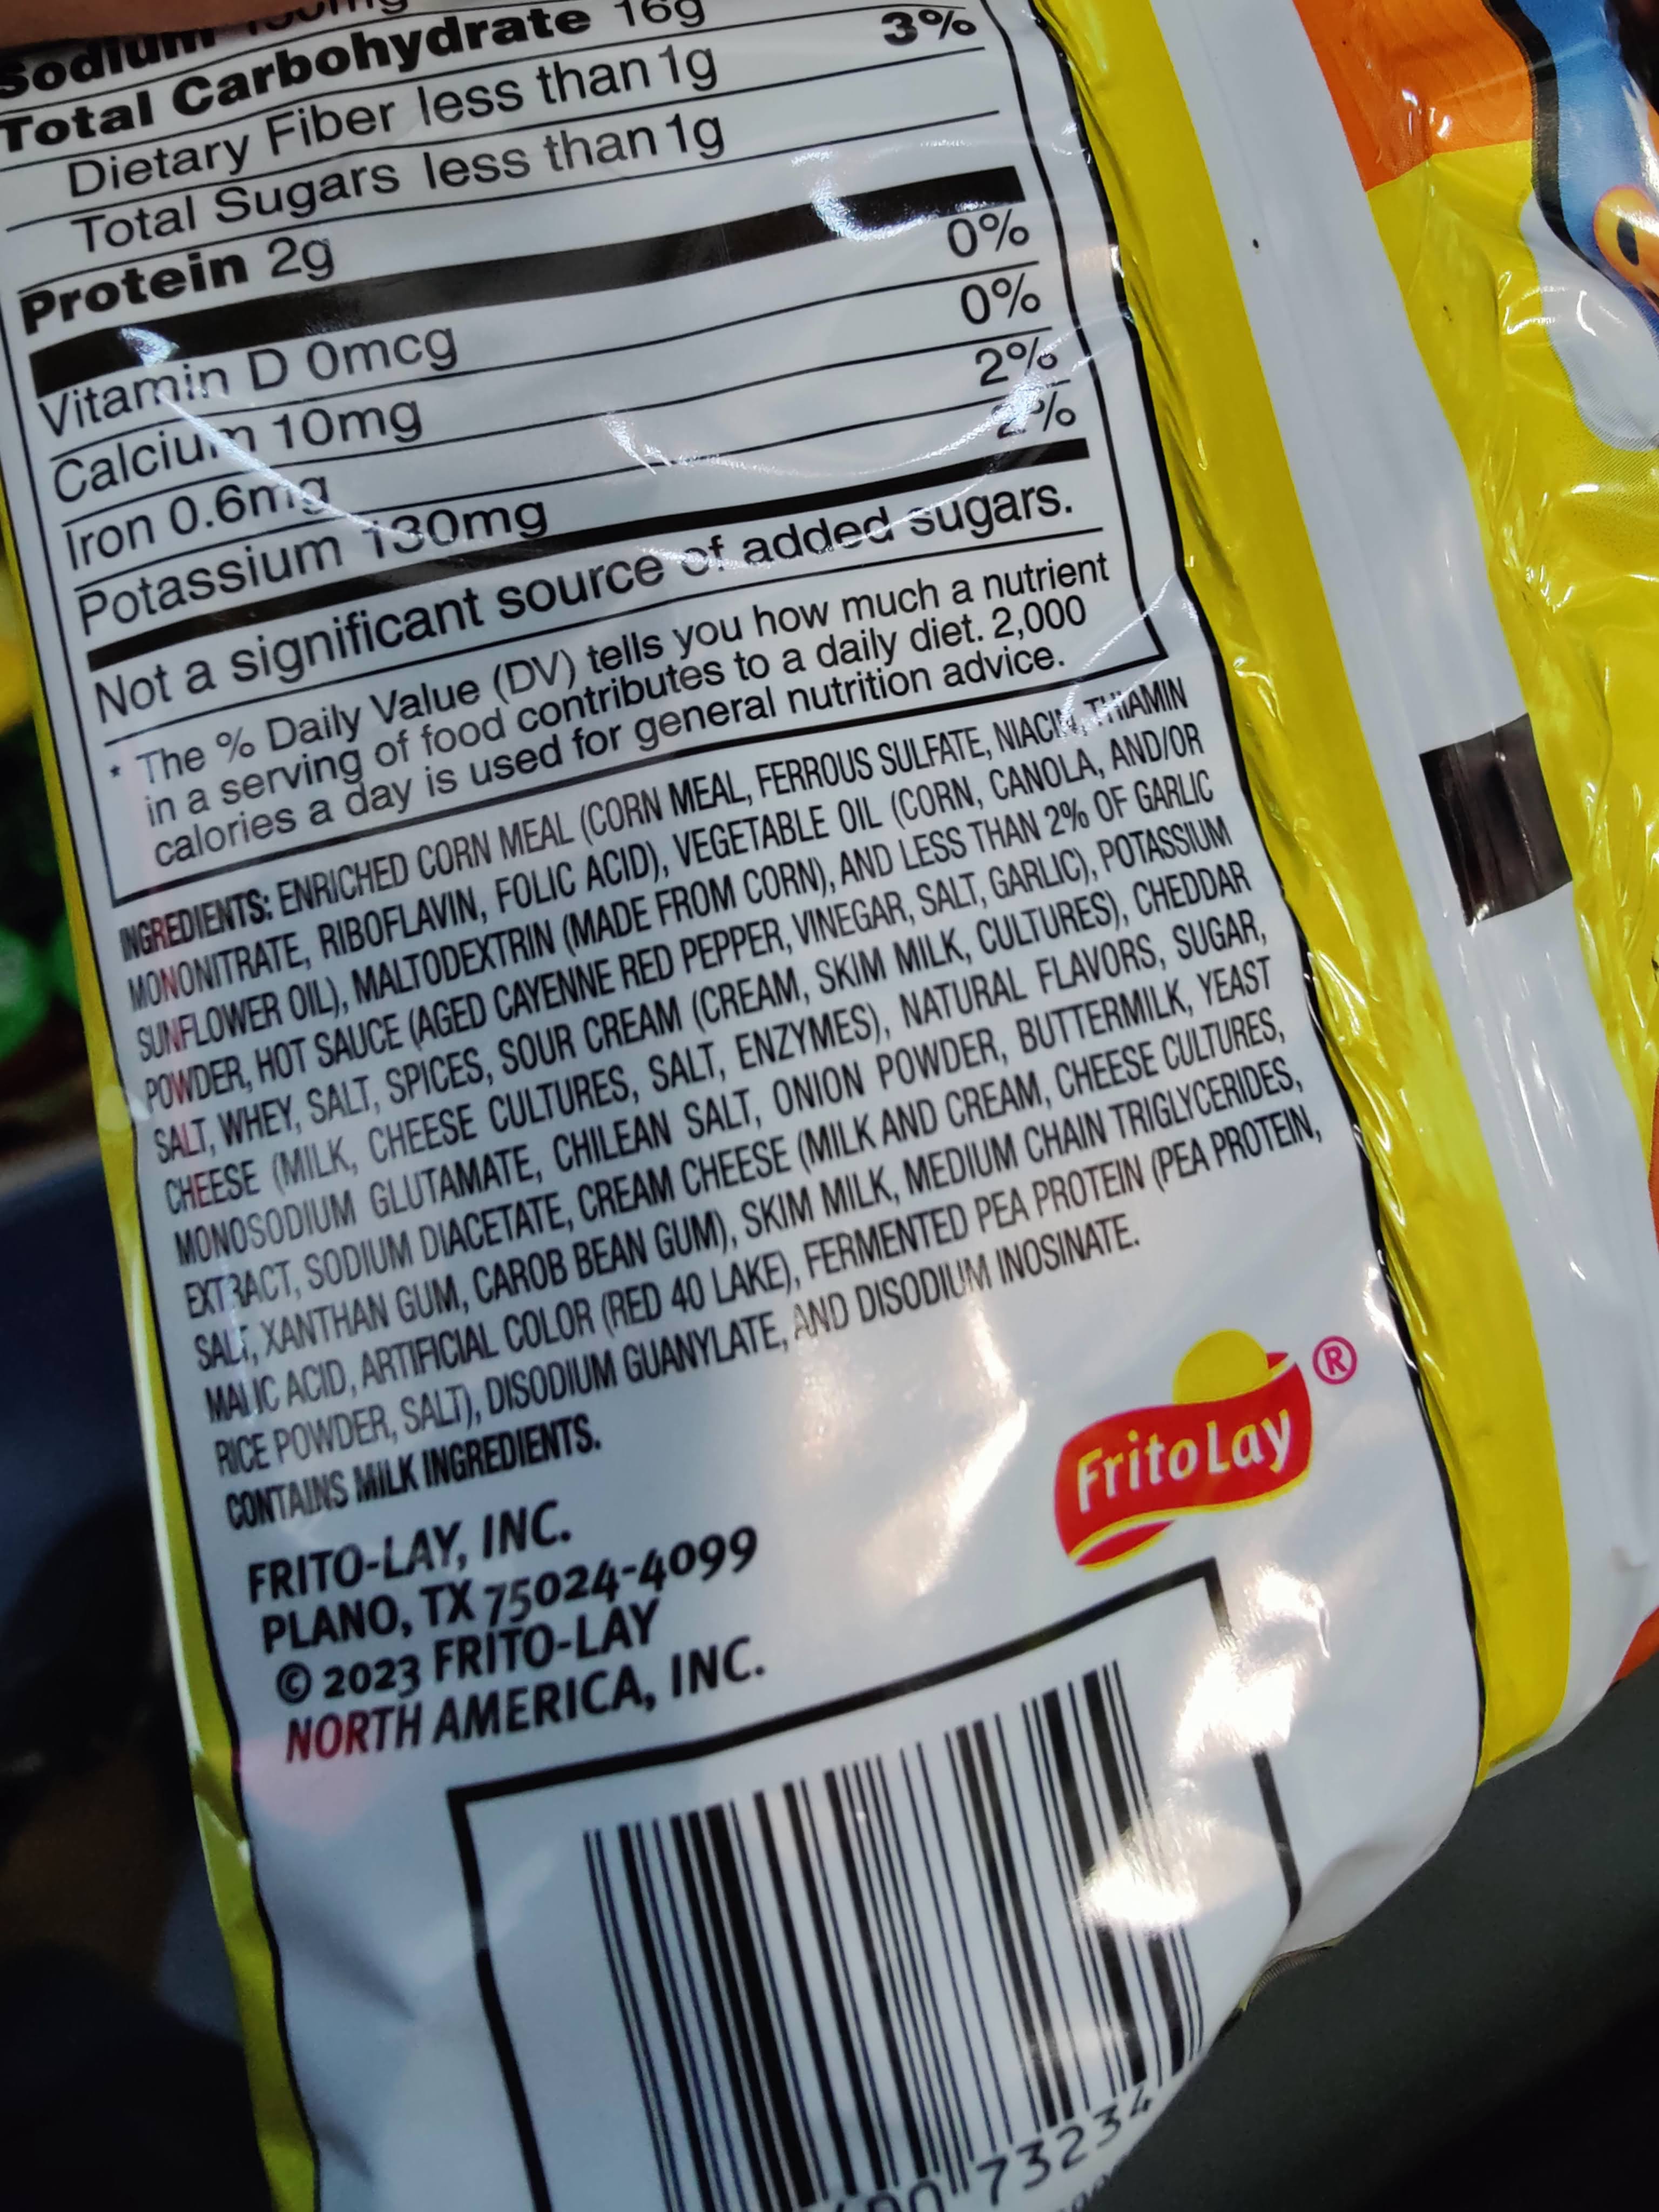 Sodium
Total Carbohydrate 16g
Dietary Fiber less than 1g 3%
Total Sugars less than 1g
Protein 2g
Vitamin D 0mcg 0%
Calcium 10mg 0%
Iron 0.6mg 2%
Potassium 130mg 2%
Not a significant source of added sugars.
* The % Daily Value (DV) tells you how much a nutrient
in a serving of food contributes to a daily diet. 2,000
calories a day is used for general nutrition advice.
INGREDIENTS: ENRICHED CORN MEAL (CORN MEAL, FERROUS SULFATE, NIACIN, THIAMIN
MONONITRATE, RIBOFLAVIN, FOLIC ACID), VEGETABLE OIL (CORN, CANOLA, AND/OR
SUNFLOWER OIL), MALTODEXTRIN (MADE FROM CORN), AND LESS THAN 2% OF GARLIC
POWDER, HOT SAUCE (AGED CAYENNE RED PEPPER, VINEGAR, SALT, GARLIC), POTASSIUM
SALT, WHEY, SALT, SPICES, SOUR CREAM (CREAM, SKIM MILK, CULTURES), CHEDDAR
CHEESE (MILK, CHEESE CULTURES, SALT, ENZYMES), NATURAL FLAVORS, SUGAR,
MONOSODIUM GLUTAMATE, CHILEAN SALT, ONION POWDER, BUTTERMILK, YEAST
EXTRACT, SODIUM DIACETATE, CREAM CHEESE (MILK AND CREAM, CHEESE CULTURES,
SALT, XANTHAN GUM, CAROB BEAN GUM), SKIM MILK, MEDIUM CHAIN TRIGLYCERIDES,
MALIC ACID, ARTIFICIAL COLOR (RED 40 LAKE), FERMENTED PEA PROTEIN (PEA PROTEIN,
RICE POWDER, SALT), DISODIUM GUANYLATE, AND DISODIUM INOSINATE.
CONTAINS MILK INGREDIENTS.
FRITO-LAY, INC.
PLANO, TX 75024-4099
© 2023 FRITO-LAY
NORTH AMERICA, INC.
FritoLay ®
73234